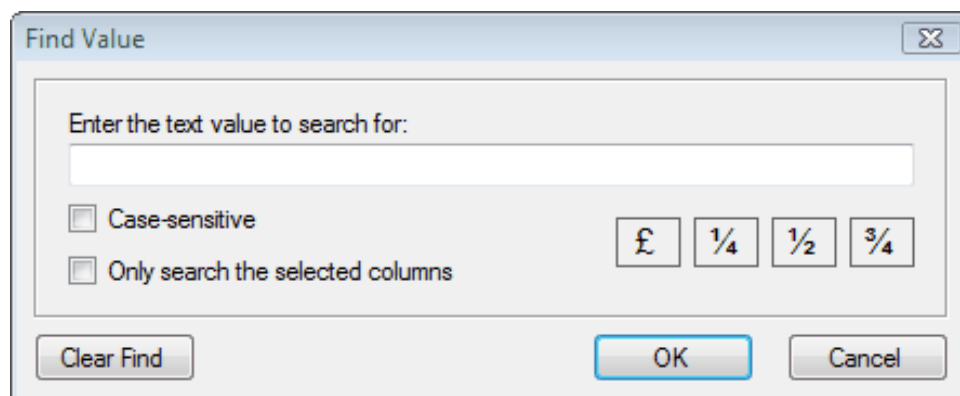 Find Value
Enter the text value to search for:
Case-sensitive
£ ¼ ½ ¾
Only search the selected columns
Clear Find OK Cancel